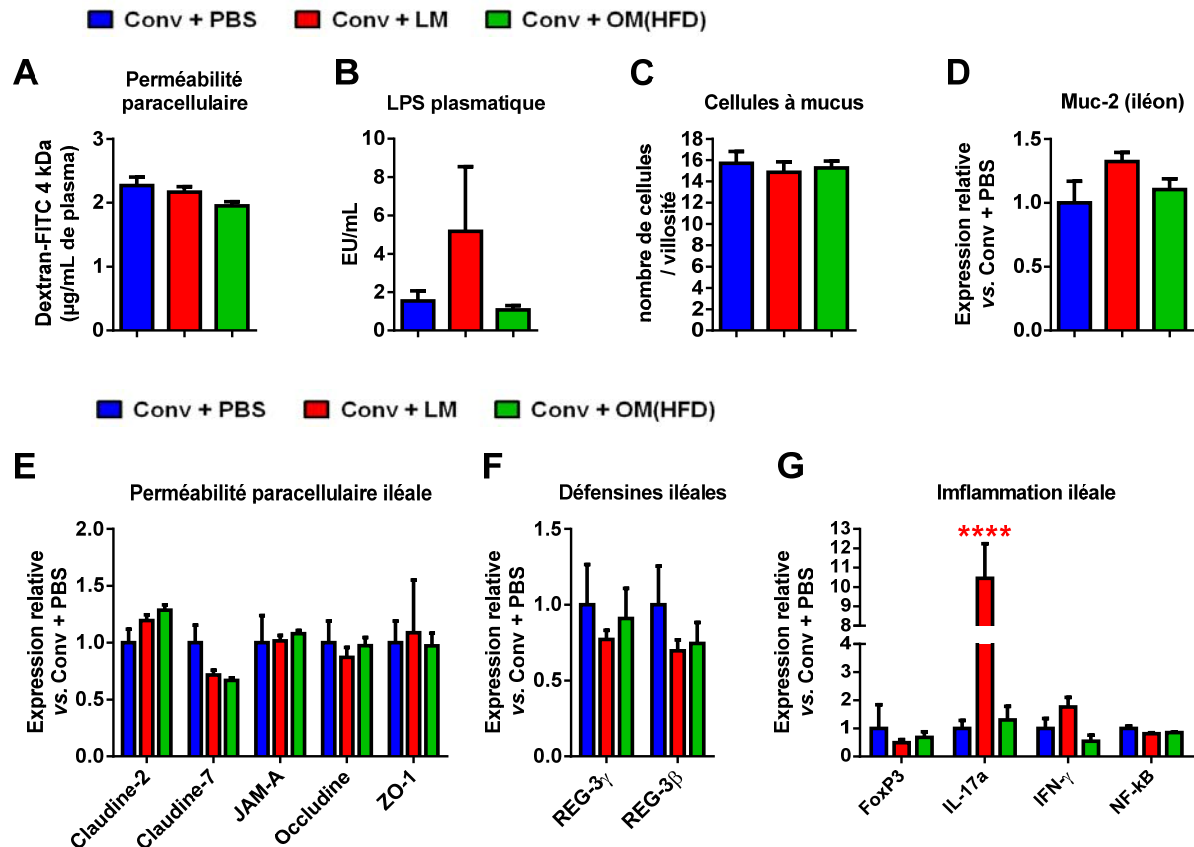 Conv + PBS Conv + LM Conv + OM(HFD)
A
Perméabilité
paracellulaire
Dextran-FITC 4 kDa
(µg/mL de plasma)
3
2
1
0
B
LPS plasmatique
EU/mL
10
8
6
4
2
0
C
Cellules à mucus
nombre de cellules
/ villosité
18
16
14
12
10
8
6
4
2
0
D
Muc-2 (iléon)
Expression relative
vs. Conv + PBS
1.5
1.0
0.5
0.0
Conv + PBS Conv + LM Conv + OM(HFD)
E
Perméabilité paracellulaire iléale
Expression relative
vs. Conv + PBS
2.0
1.5
1.0
0.5
0.0
Claudine-2
Claudine-7
JAM-A
Occludine
ZO-1
F
Défensines iléales
Expression relative
vs. Conv + PBS
1.5
1.0
0.5
0.0
REG-3γ
REG-3β
G
Imflammation iléale
Expression relative
vs. Conv + PBS
13
12
11
10
9
8
7
6
5
4
4
3
2
1
0
****
FoxP3
IL-17a
IFN-γ
NF-kB